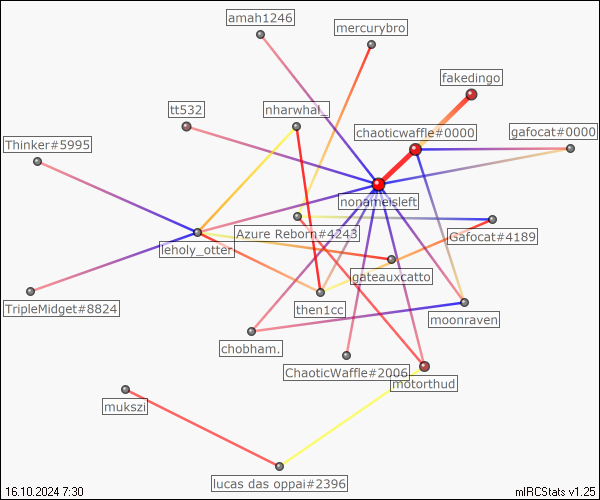 amah1246
mercurybro
fakedingo
tt532
nharwhal_
chaoticwaffle#0000
gafocat#0000
Thinker#5995
nonameisleft
Azure Reborn#4243
Gafocat#4189
leholy_otter
gateauxcatto
TripleMidget#8824
then1cc
moonraven
chobham.
ChaoticWaffle#2006
motorthud
mukszi
lucas das oppai#2396
16.10.2024 7:30
mIRCStats v1.25